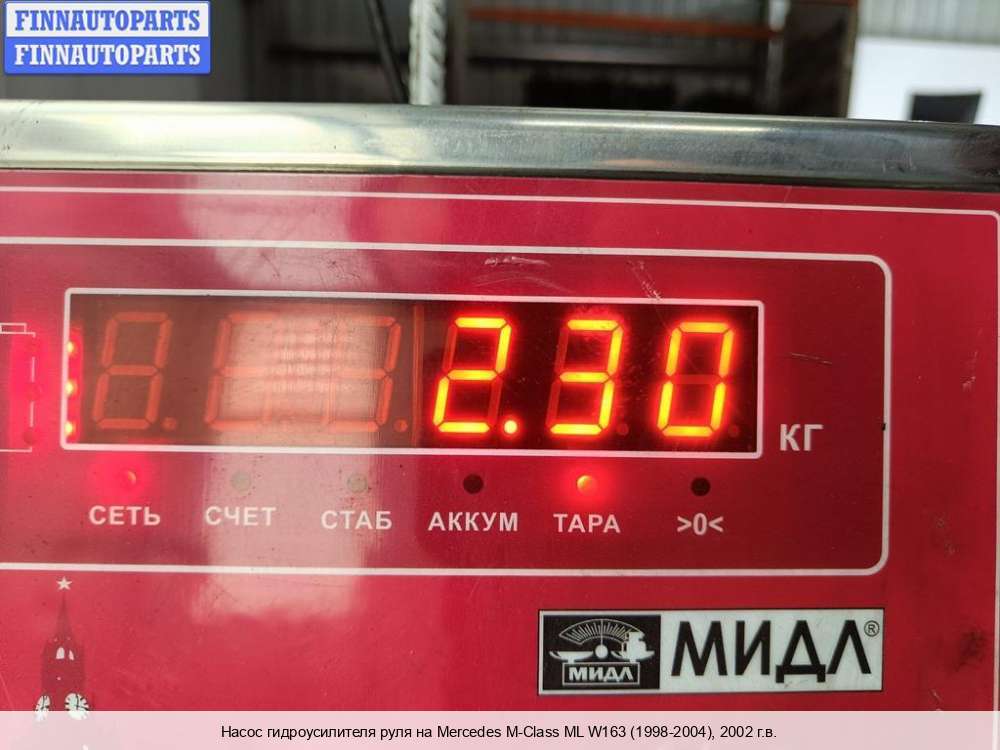 FINNAUTOPARTS
FINNAUTOPARTS
2.30
КГ
СЕТЬ СЧЕТ СТАБ АККУМ ТАРА >0<
МИДЛ МИДЛ®
Насос гидроусилителя руля на Mercedes M-Class ML W163 (1998-2004), 2002 г.в.